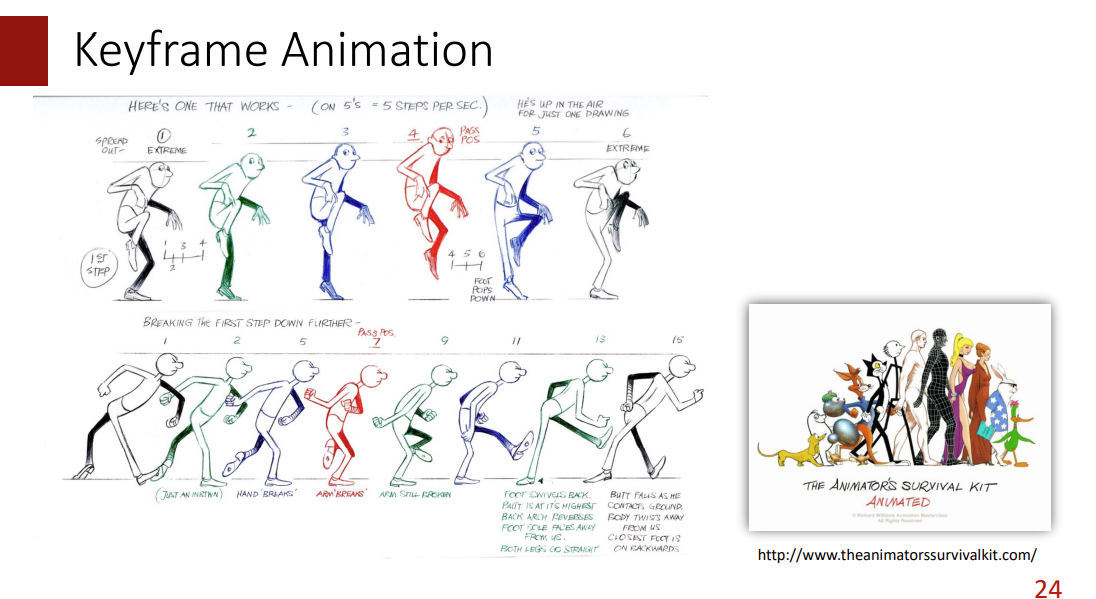 Keyframe Animation
HERE'S ONE THAT WORKS - (ON 5'S = 5 STEPS PER SEC.)
HE'S UP IN THE AIR
FOR JUST ONE DRAWING
SPREAD
OUT-
1
EXTREME
2
3
4
PASS
POS
5
6
EXTREME
1ST
STEP
1 3 4
2
4 5 6
FOOT
POPS
DOWN
BREAKING THE FIRST STEP DOWN FURTHER -
PASS POS.
1 2 5 7 9 11 13 15
(JUST AN INBTWN)
HAND 'BREAKS'
ARM 'BREAKS'
ARM STILL BROKEN
FOOT SWIVELS BACK.
BUTT IS AT IT'S HIGHEST
BACK ARCH REVERSES
FOOT SOLE FACES AWAY
FROM US.
BOTH LEGS GO STRAIGHT
BUTT FALLS AS HE
CONTACTS GROUND.
BODY TWISTS AWAY
FROM US
CLOSEST FOOT IS
ON BACKWARDS
THE ANIMATOR'S SURVIVAL KIT
ANIMATED
© Richard Williams Animation Masterclass
All Rights Reserved
http://www.theanimatorssurvivalkit.com/
24